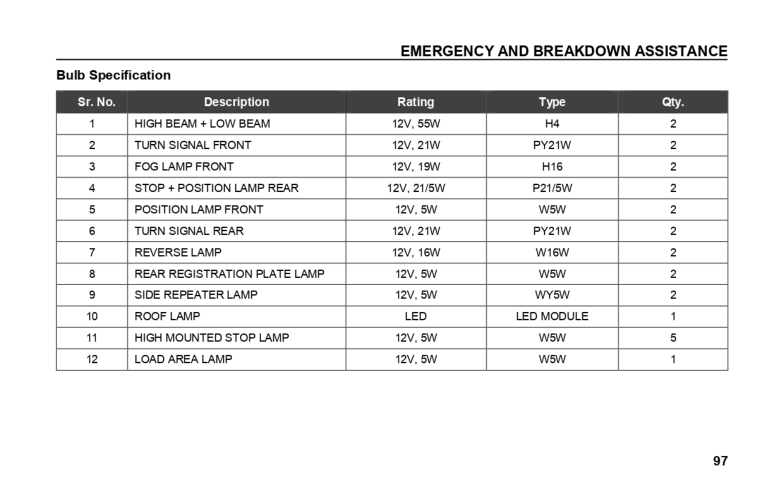 EMERGENCY AND BREAKDOWN ASSISTANCE
Bulb Specification
Sr. No. Description Rating Type Qty.
1 HIGH BEAM + LOW BEAM 12V, 55W H4 2
2 TURN SIGNAL FRONT 12V, 21W PY21W 2
3 FOG LAMP FRONT 12V, 19W H16 2
4 STOP + POSITION LAMP REAR 12V, 21/5W P21/5W 2
5 POSITION LAMP FRONT 12V, 5W W5W 2
6 TURN SIGNAL REAR 12V, 21W PY21W 2
7 REVERSE LAMP 12V, 16W W16W 2
8 REAR REGISTRATION PLATE LAMP 12V, 5W W5W 2
9 SIDE REPEATER LAMP 12V, 5W WY5W 2
10 ROOF LAMP LED LED MODULE 1
11 HIGH MOUNTED STOP LAMP 12V, 5W W5W 5
12 LOAD AREA LAMP 12V, 5W W5W 1
97